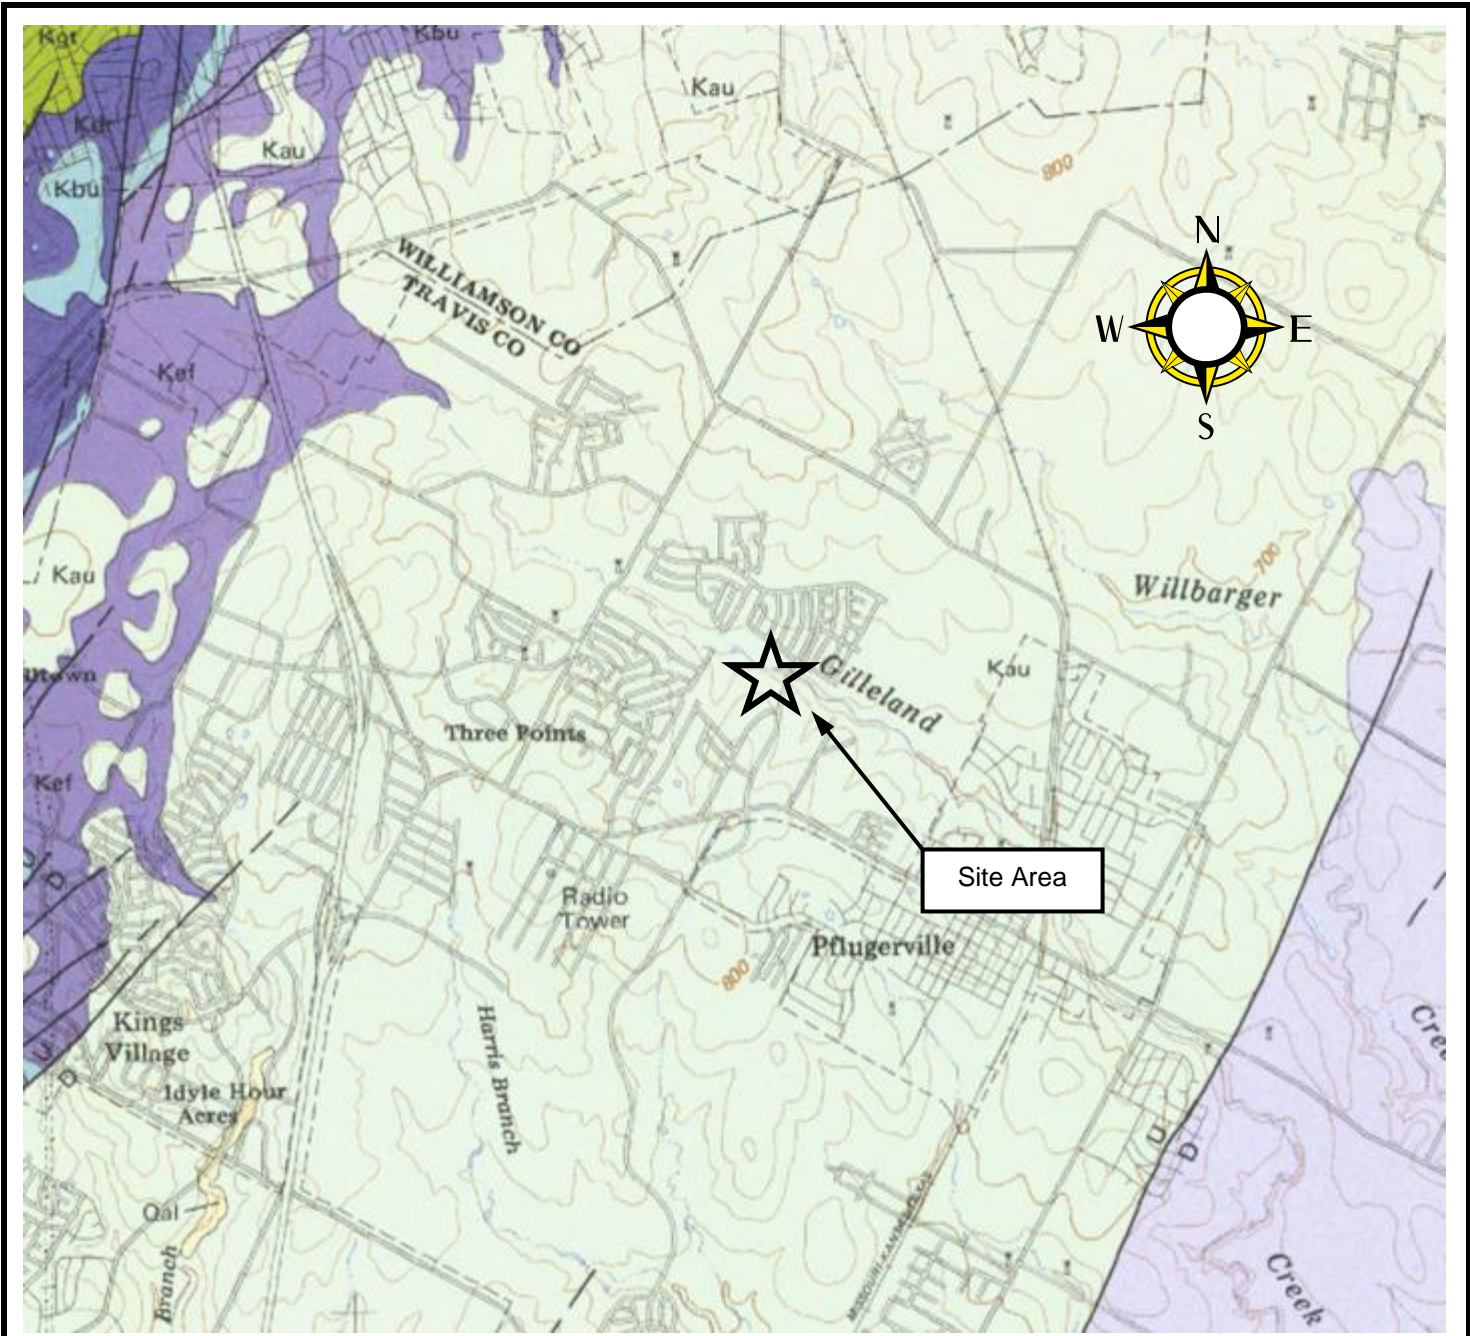 Kgt
Kbu
Kau
Kdr
Kau
Kbu
800
N
W
E
S
WILLIAMSON CO
TRAVIS CO
Kef
Kau
700
Willbarger
Gilleland
Kau
Three Points
Kef
Site Area
U
D
Radio
Tower
Pflugerville
800
Kings
Village
Harris Branch
U
D
Idyle Hour
Acres
U
D
Qal
Branch
Creek